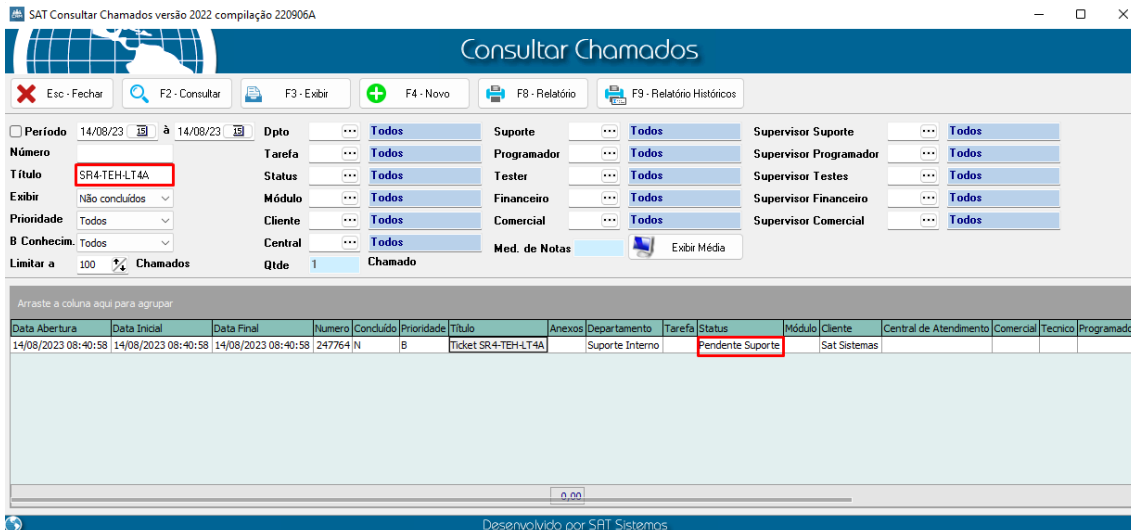 SAT Consultar Chamados versão 2022 compilação 220906A
Consultar Chamados
Esc - Fechar F2 - Consultar F3 - Exibir F4 - Novo F8 - Relatório F9 - Relatório Históricos
Período 14/08/23 15 à 14/08/23 15 Dpto ... Todos Suporte ... Todos Supervisor Suporte ... Todos
Número Tarefa ... Todos Programador ... Todos Supervisor Programador ... Todos
Título SR4-TEH-LT4A Status ... Todos Tester ... Todos Supervisor Testes ... Todos
Exibir Não concluídos Módulo ... Todos Financeiro ... Todos Supervisor Financeiro ... Todos
Prioridade Todos Cliente ... Todos Comercial ... Todos Supervisor Comercial ... Todos
B Conhecim. Todos Central ... Todos Med. de Notas Exibir Média
Limitar a 100 Chamados Qtde 1 Chamado
Arraste a coluna aqui para agrupar
Data Abertura Data Inicial Data Final Numero Concluído Prioridade Título Anexos Departamento Tarefa Status Módulo Cliente Central de Atendimento Comercial Tecnico Programado
14/08/2023 08:40:58 14/08/2023 08:40:58 14/08/2023 08:40:58 247764 N B Ticket SR4-TEH-LT4A Suporte Interno Pendente Suporte Sat Sistemas
0,00
Desenvolvido por SAT Sistemas